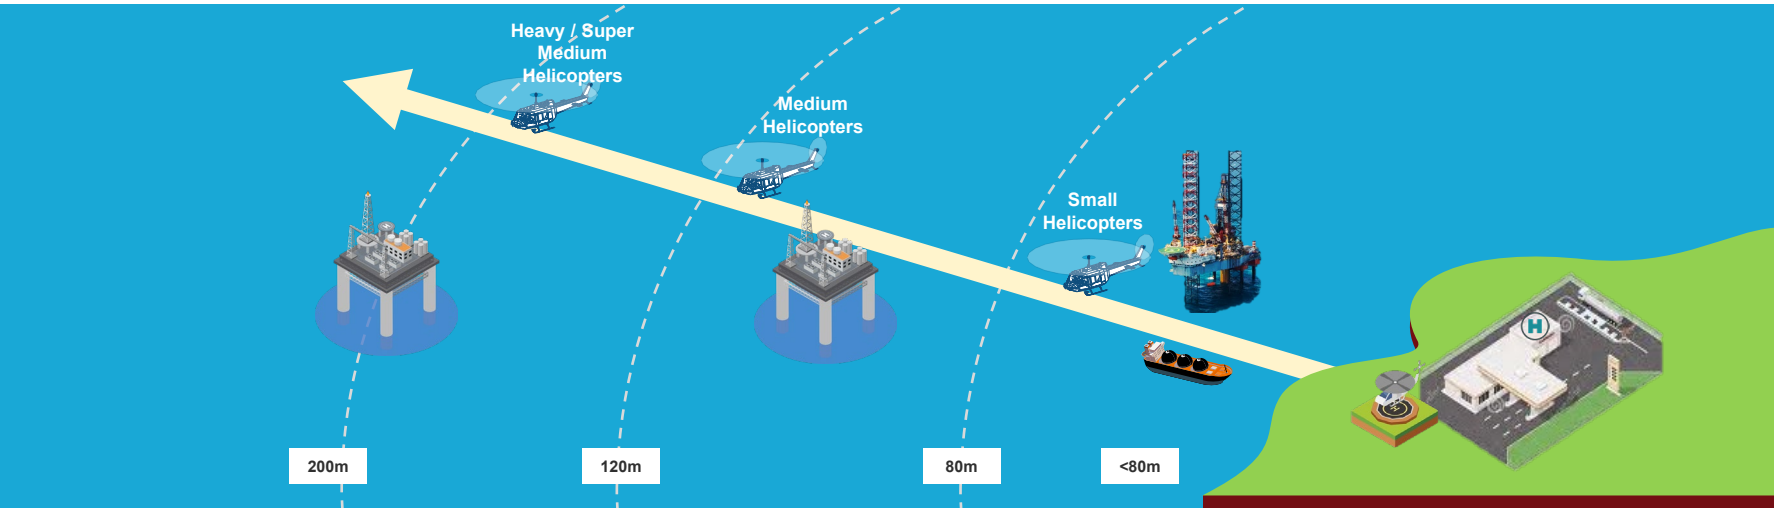 Heavy / Super
Medium
Helicopters
Medium
Helicopters
Small
Helicopters
H
H
200m
120m
80m
<80m